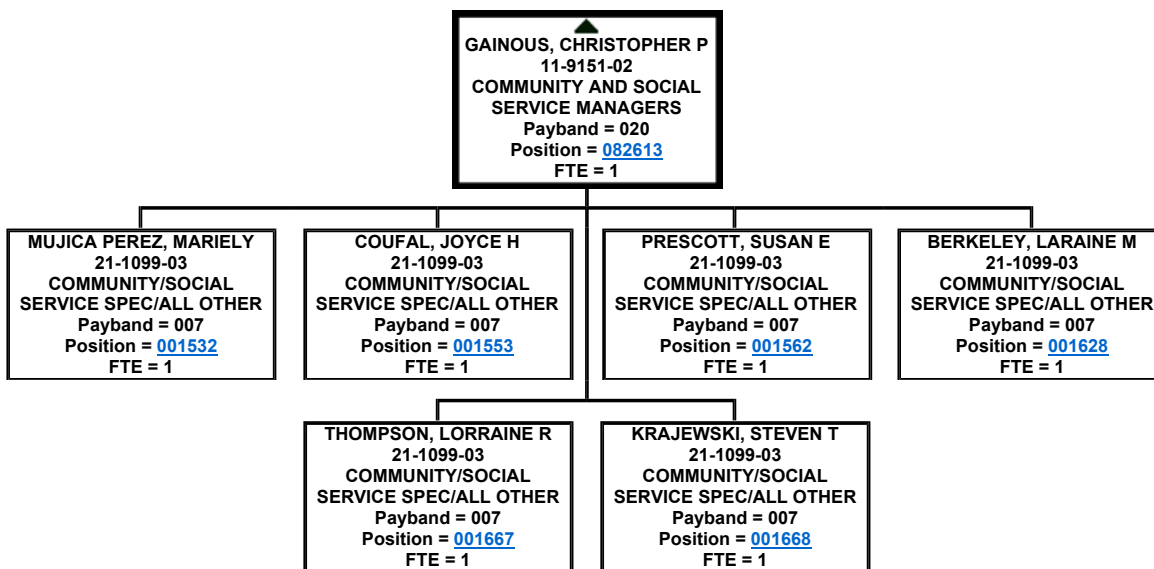 GAINOUS, CHRISTOPHER P
11-9151-02
COMMUNITY AND SOCIAL
SERVICE MANAGERS
Payband = 020
Position = 082613
FTE = 1
MUJICA PEREZ, MARIELY
21-1099-03
COMMUNITY/SOCIAL
SERVICE SPEC/ALL OTHER
Payband = 007
Position = 001532
FTE = 1
COUFAL, JOYCE H
21-1099-03
COMMUNITY/SOCIAL
SERVICE SPEC/ALL OTHER
Payband = 007
Position = 001553
FTE = 1
PRESCOTT, SUSAN E
21-1099-03
COMMUNITY/SOCIAL
SERVICE SPEC/ALL OTHER
Payband = 007
Position = 001562
FTE = 1
BERKELEY, LARAINE M
21-1099-03
COMMUNITY/SOCIAL
SERVICE SPEC/ALL OTHER
Payband = 007
Position = 001628
FTE = 1
THOMPSON, LORRAINE R
21-1099-03
COMMUNITY/SOCIAL
SERVICE SPEC/ALL OTHER
Payband = 007
Position = 001667
FTE = 1
KRAJEWSKI, STEVEN T
21-1099-03
COMMUNITY/SOCIAL
SERVICE SPEC/ALL OTHER
Payband = 007
Position = 001668
FTE = 1